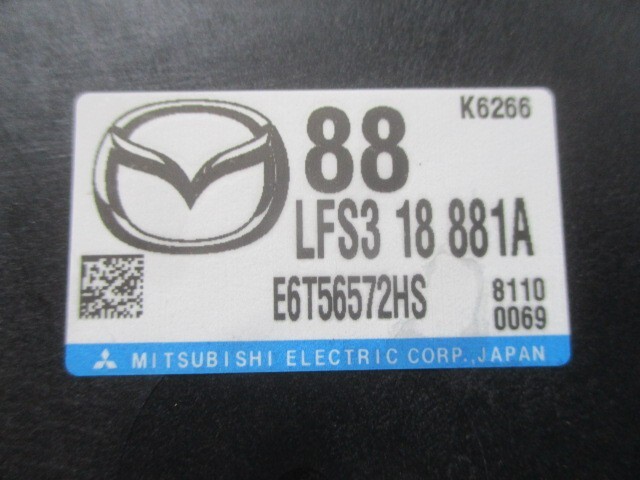 K6266
88
LFS3 18 881A
E6T56572HS 8110
0069
MITSUBISHI ELECTRIC CORP., JAPAN